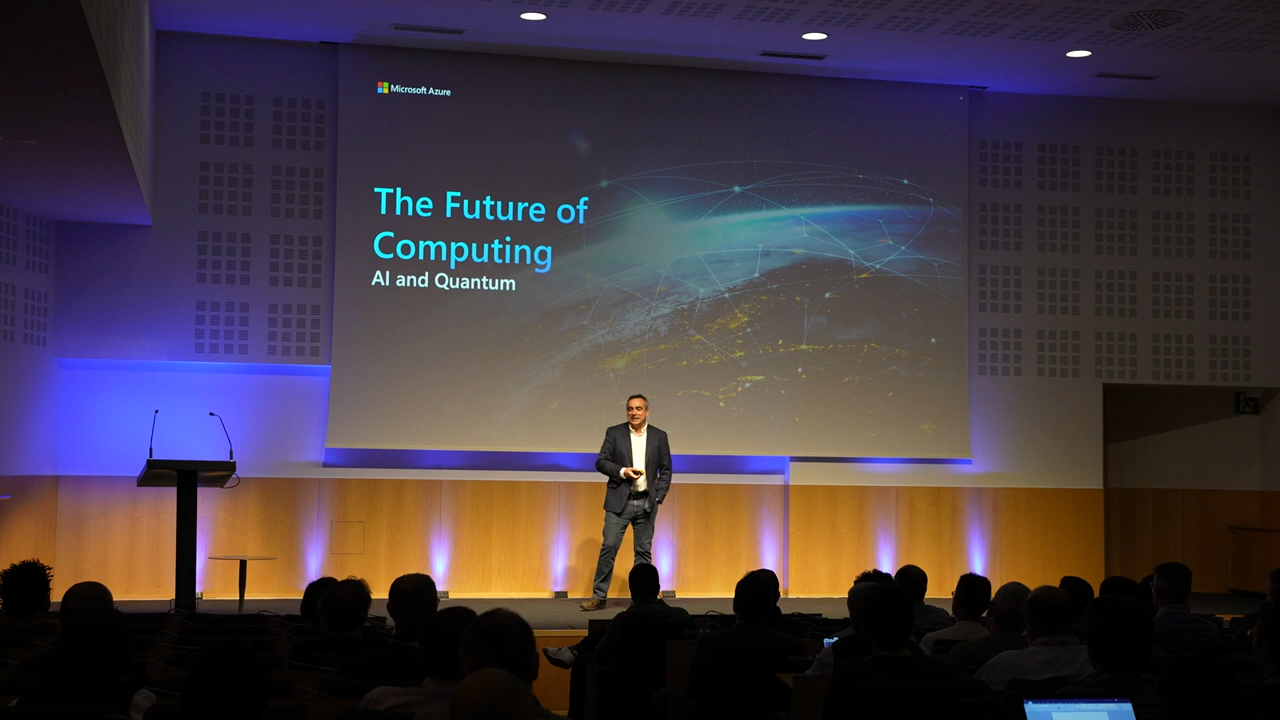 Microsoft Azure
The Future of
Computing
AI and Quantum